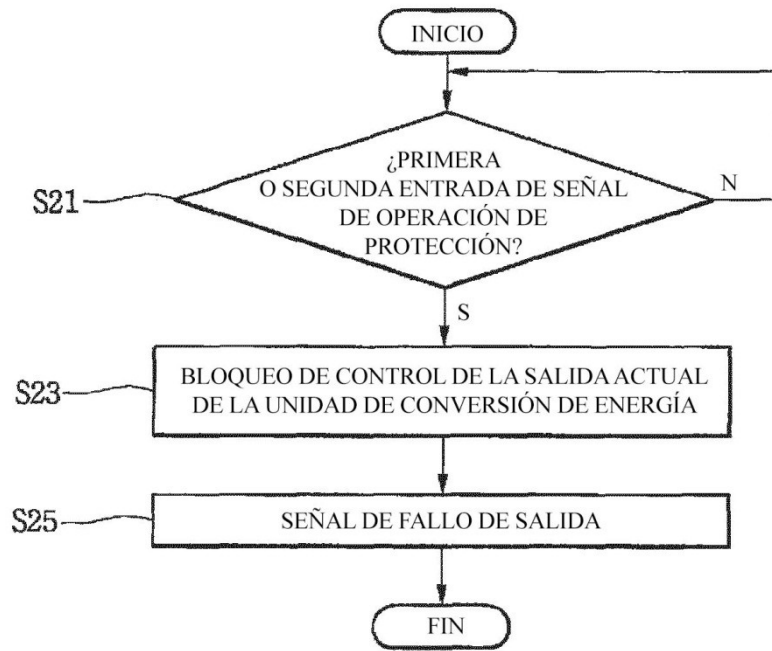 INICIO
¿PRIMERA
O SEGUNDA ENTRADA DE SEÑAL
DE OPERACIÓN DE
PROTECCIÓN?
S21
N
S
BLOQUEO DE CONTROL DE LA SALIDA ACTUAL
DE LA UNIDAD DE CONVERSIÓN DE ENERGÍA
S23
SEÑAL DE FALLO DE SALIDA
S25
FIN